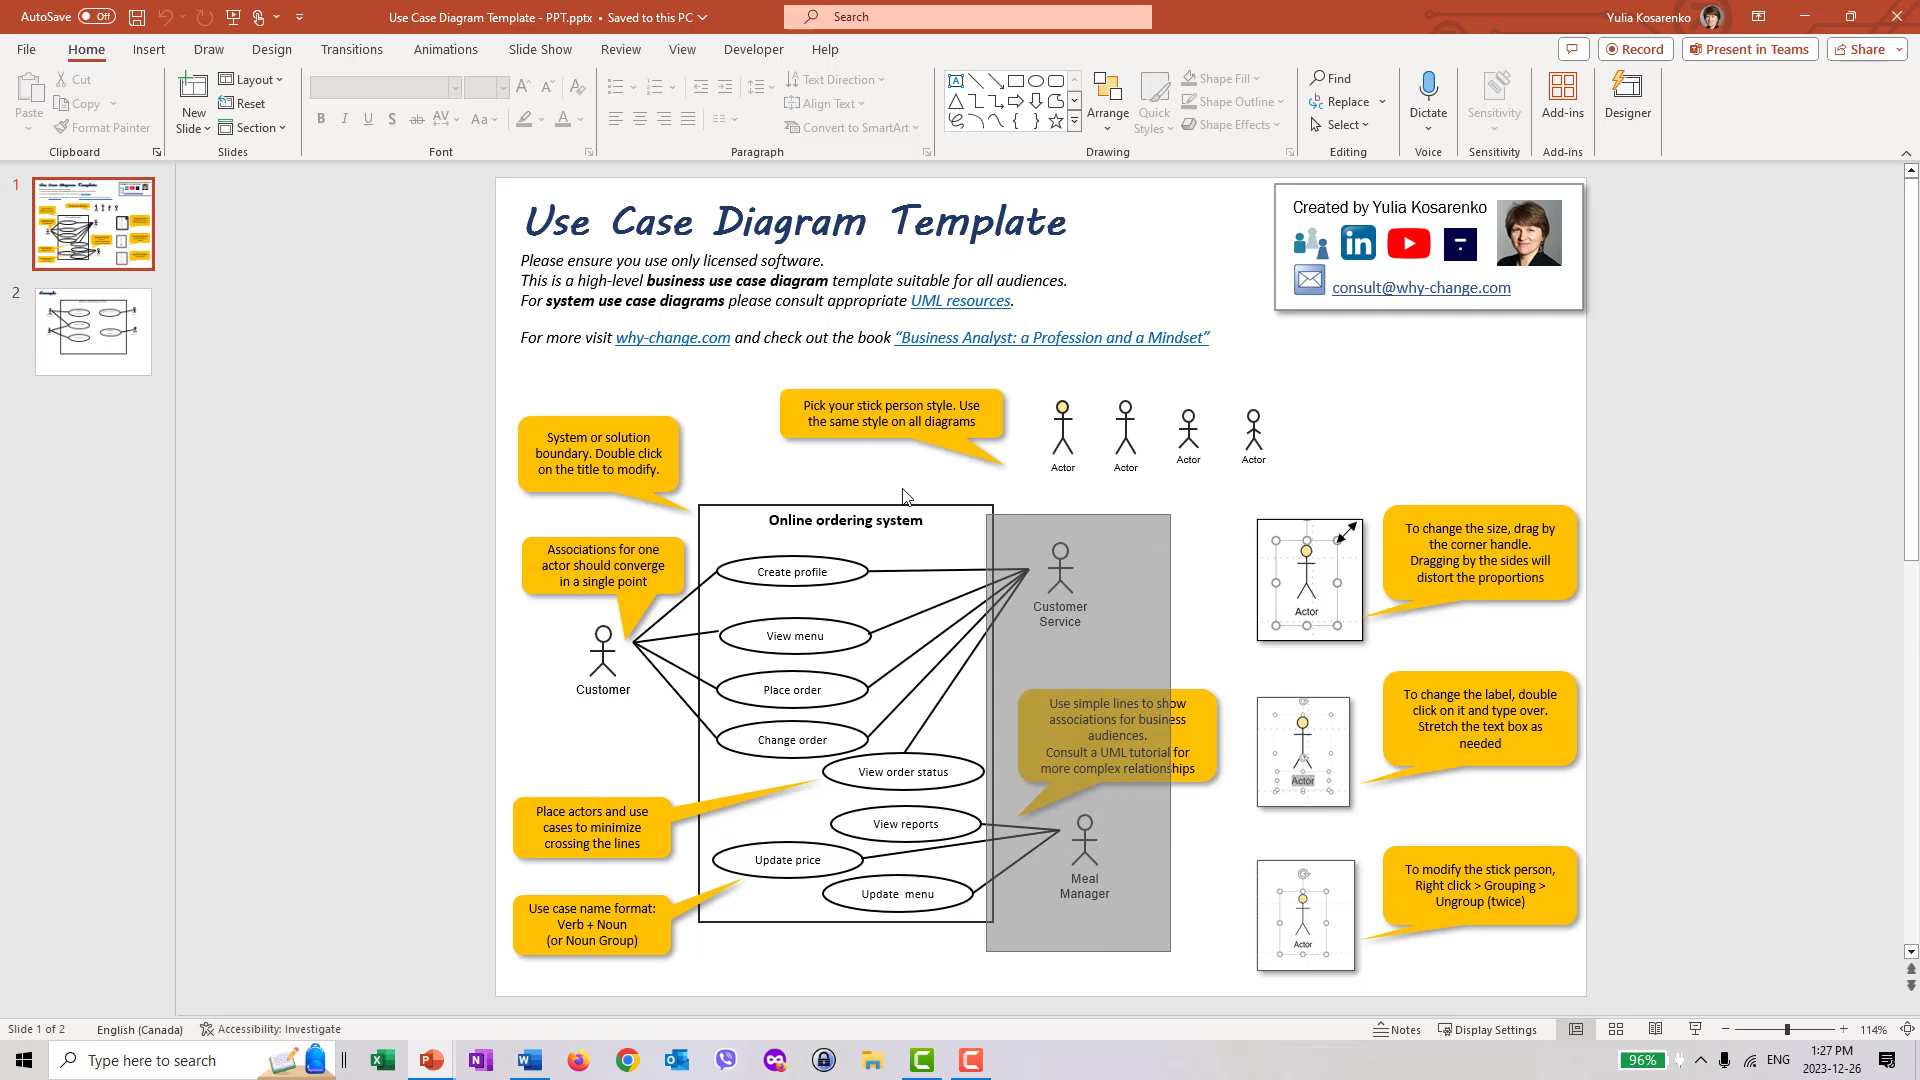 AutoSave Off
Use Case Diagram Template - PPT.pptx • Saved to this PC
Search
Yulia Kosarenko
File Home Insert Draw Design Transitions Animations Slide Show Review View Developer Help
Record Present in Teams Share
Paste Cut Copy Format Painter
Clipboard
New Slide Layout Reset Section
Slides
B I U S ab AV Aa A
Font
Text Direction Align Text Convert to SmartArt
Paragraph
Arrange Quick Styles Shape Fill Shape Outline Shape Effects
Drawing
Find Replace Select
Editing
Dictate
Voice
Sensitivity
Sensitivity
Add-ins
Add-ins
Designer
1
2
Use Case Diagram Template
Please ensure you use only licensed software.
This is a high-level business use case diagram template suitable for all audiences.
For system use case diagrams please consult appropriate UML resources.
For more visit why-change.com and check out the book “Business Analyst: a Profession and a Mindset”
Created by Yulia Kosarenko
in
consult@why-change.com
Pick your stick person style. Use
the same style on all diagrams
Actor Actor Actor Actor
System or solution
boundary. Double click
on the title to modify.
Associations for one
actor should converge
in a single point
Customer
Place actors and use
cases to minimize
crossing the lines
Use case name format:
Verb + Noun
(or Noun Group)
Online ordering system
Create profile
View menu
Place order
Change order
View order status
View reports
Update price
Update menu
Customer
Service
Use simple lines to show
associations for business
audiences.
Consult a UML tutorial for
more complex relationships
Meal
Manager
Actor
To change the size, drag by
the corner handle.
Dragging by the sides will
distort the proportions
Actor
To change the label, double
click on it and type over.
Stretch the text box as
needed
Actor
To modify the stick person,
Right click > Grouping >
Ungroup (twice)
Slide 1 of 2 English (Canada) Accessibility: Investigate
Notes Display Settings 114%
Type here to search
96% ENG 1:27 PM
2023-12-26